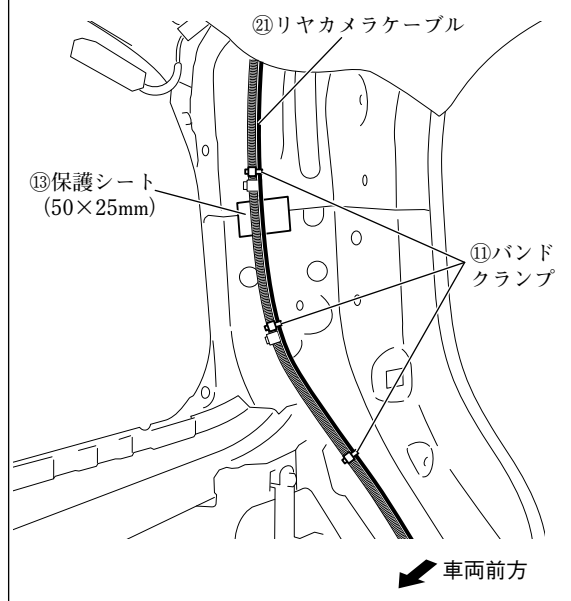 ㉑リヤカメラケーブル
⑬保護シート
(50×25mm)
⑪バンド
クランプ
車両前方